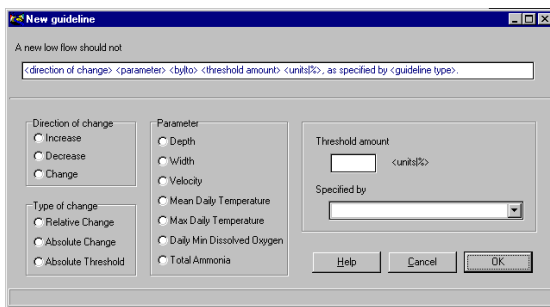 New guideline
A new low flow should not
<direction of change> <parameter> <by|to> <threshold amount> <units|%>, as specified by <guideline type>.
Direction of change
Increase
Decrease
Change
Type of change
Relative Change
Absolute Change
Absolute Threshold
Parameter
Depth
Width
Velocity
Mean Daily Temperature
Max Daily Temperature
Daily Min Dissolved Oxygen
Total Ammonia
Threshold amount
<units|%>
Specified by
Help
Cancel
OK